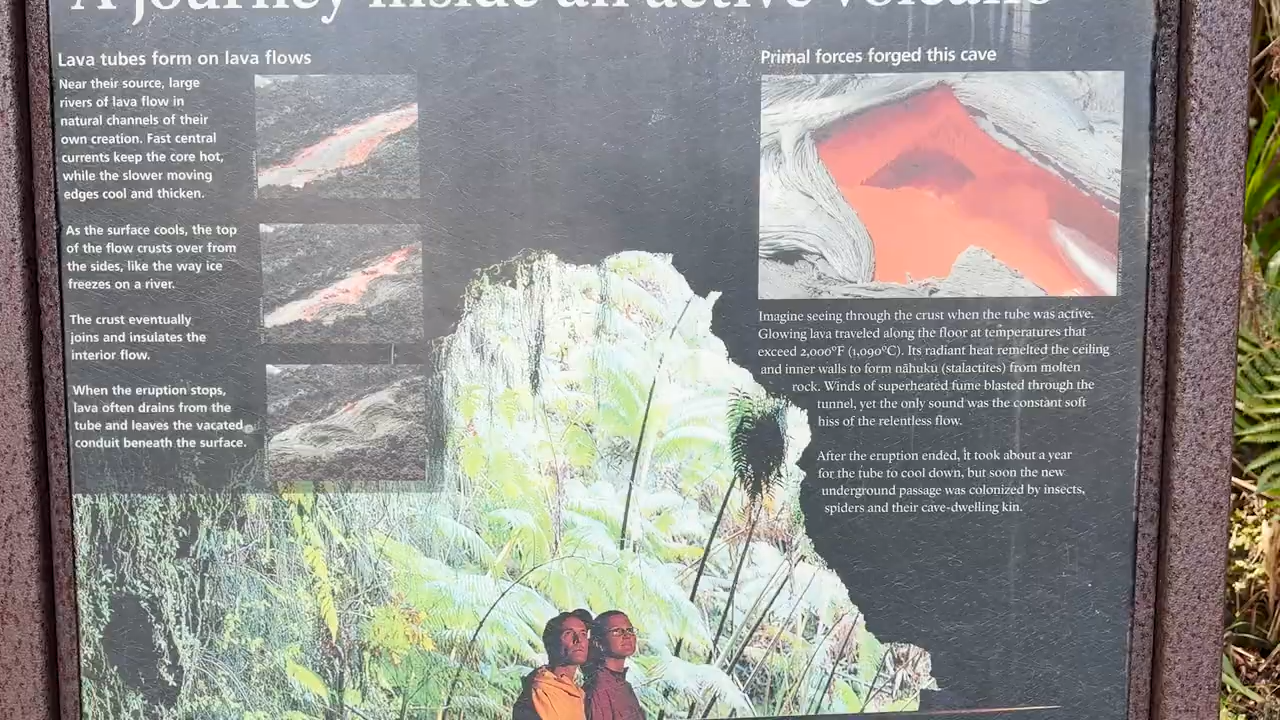 A journey inside an active volcano
Lava tubes form on lava flows
Near their source, large
rivers of lava flow in
natural channels of their
own creation. Fast central
currents keep the core hot,
while the slower moving
edges cool and thicken.
As the surface cools, the top
of the flow crusts over from
the sides, like the way ice
freezes on a river.
The crust eventually
joins and insulates the
interior flow.
When the eruption stops,
lava often drains from the
tube and leaves the vacated
conduit beneath the surface.
Primal forces forged this cave
Imagine seeing through the crust when the tube was active.
Glowing lava traveled along the floor at temperatures that
exceed 2,000°F (1,090°C). Its radiant heat remelted the ceiling
and inner walls to form nāhuku (stalactites) from molten
rock. Winds of superheated fume blasted through the
tunnel, yet the only sound was the constant soft
hiss of the relentless flow.
After the eruption ended, it took about a year
for the tube to cool down, but soon the new
underground passage was colonized by insects,
spiders and their cave-dwelling kin.